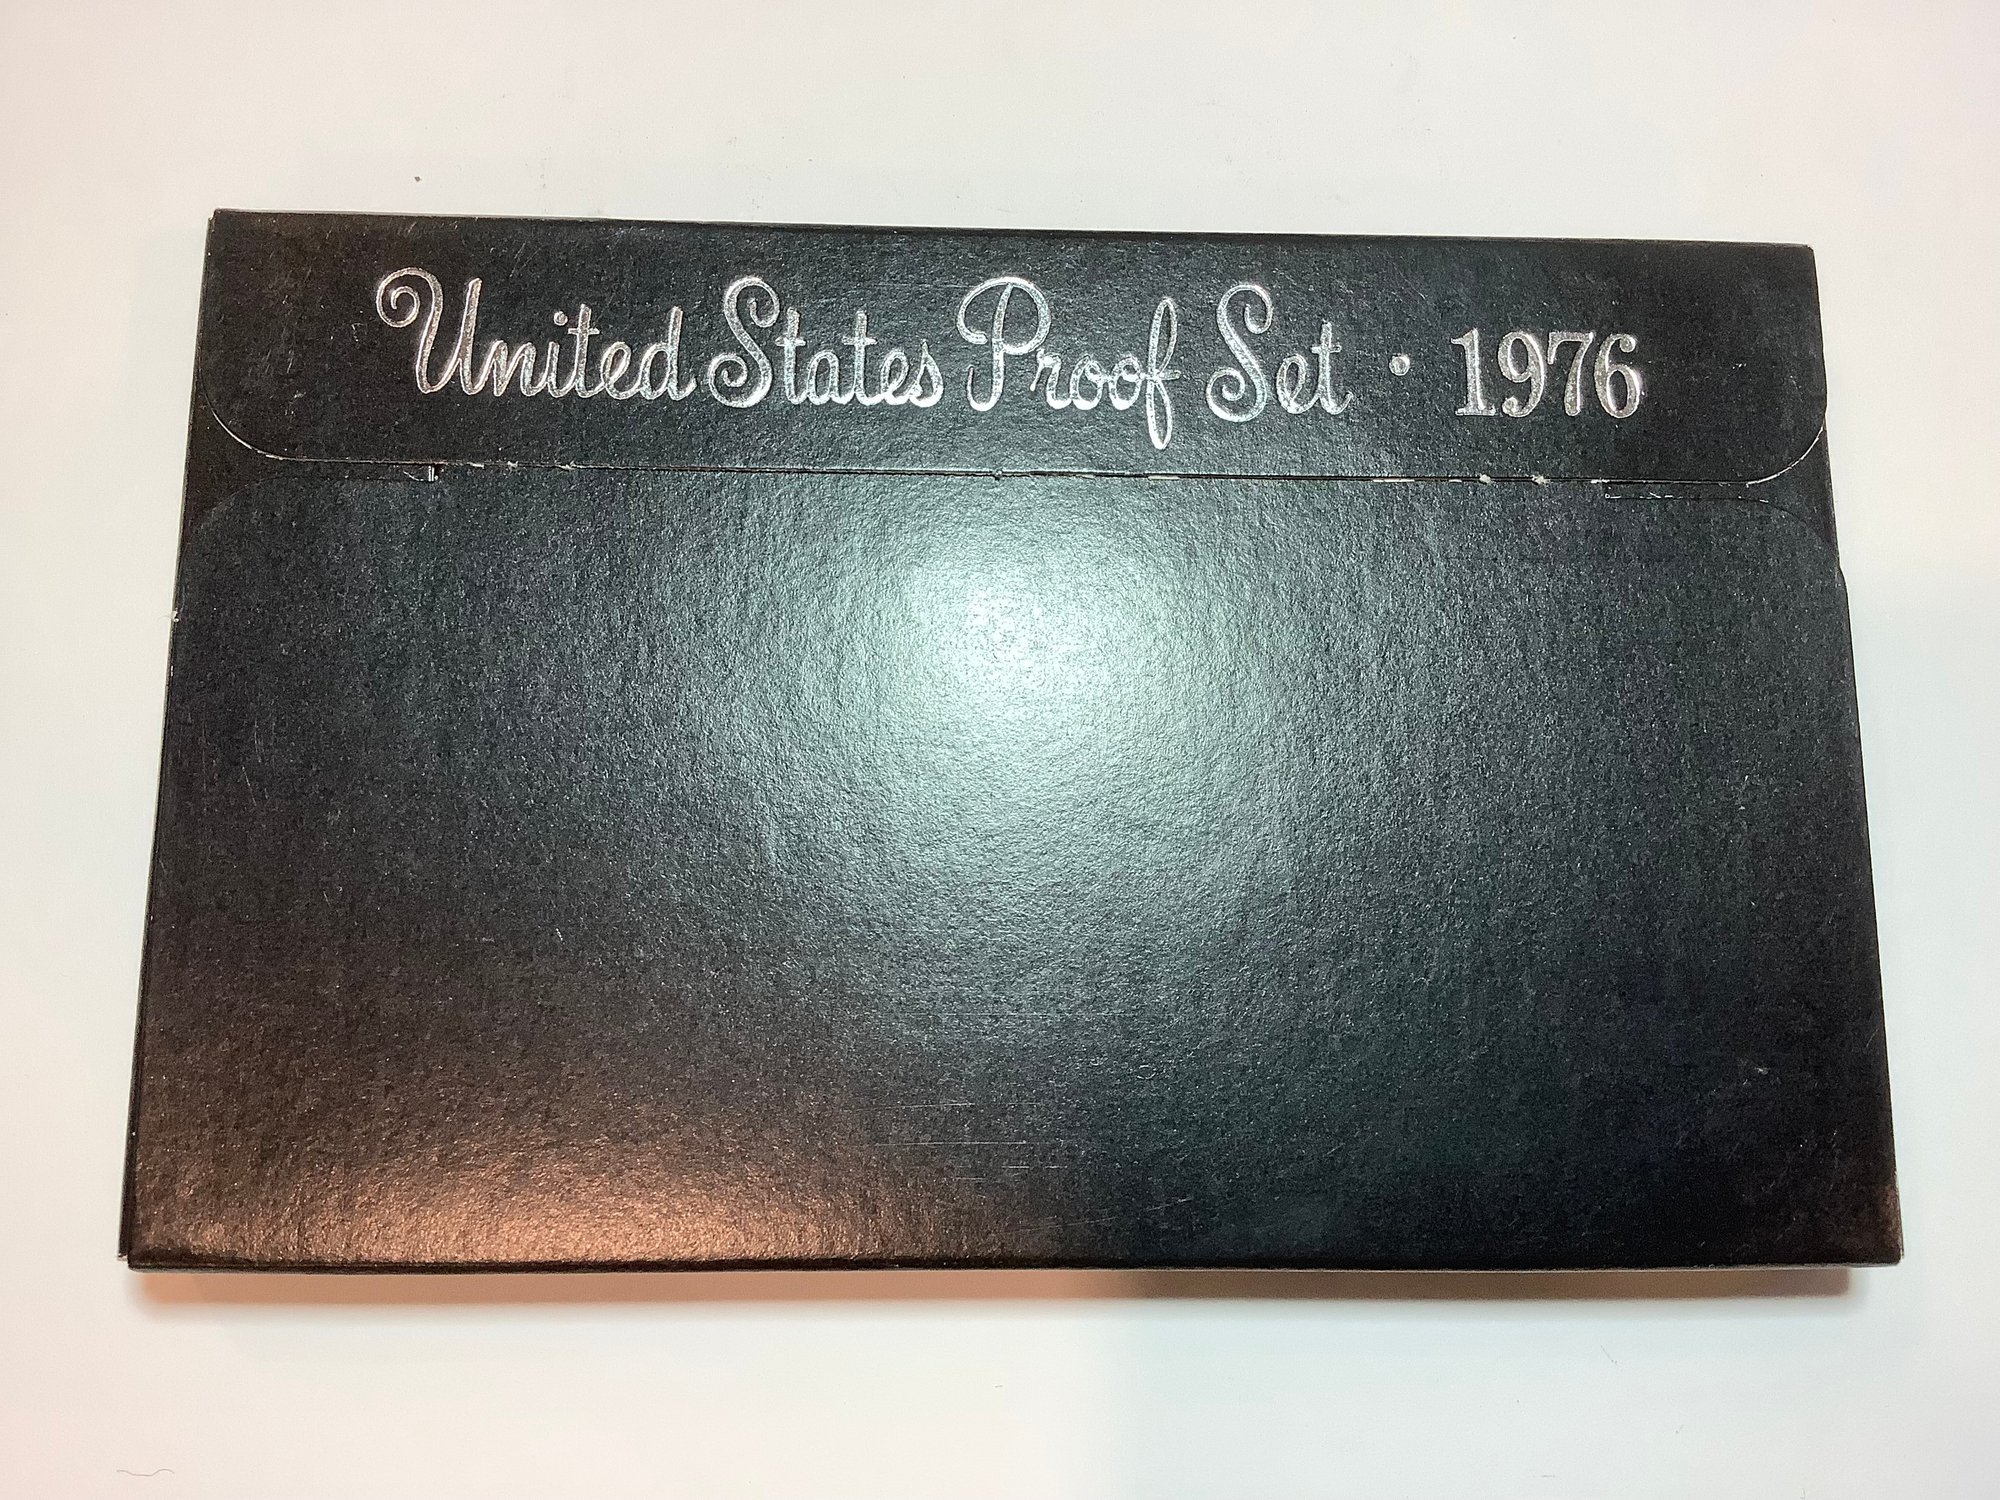 United States Proof Set • 1976